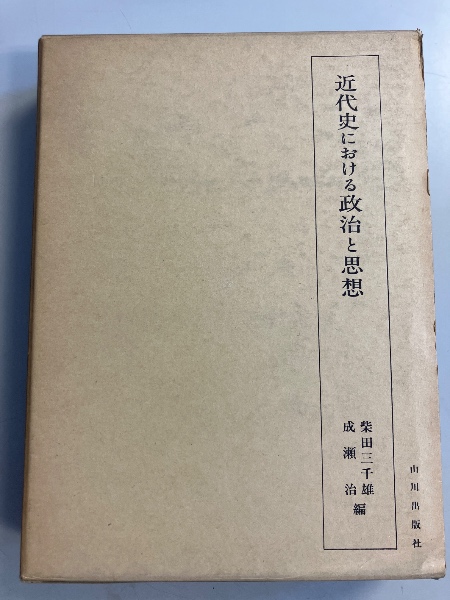 近代史における政治と思想
柴田三千雄
成瀬治
編
山川出版社